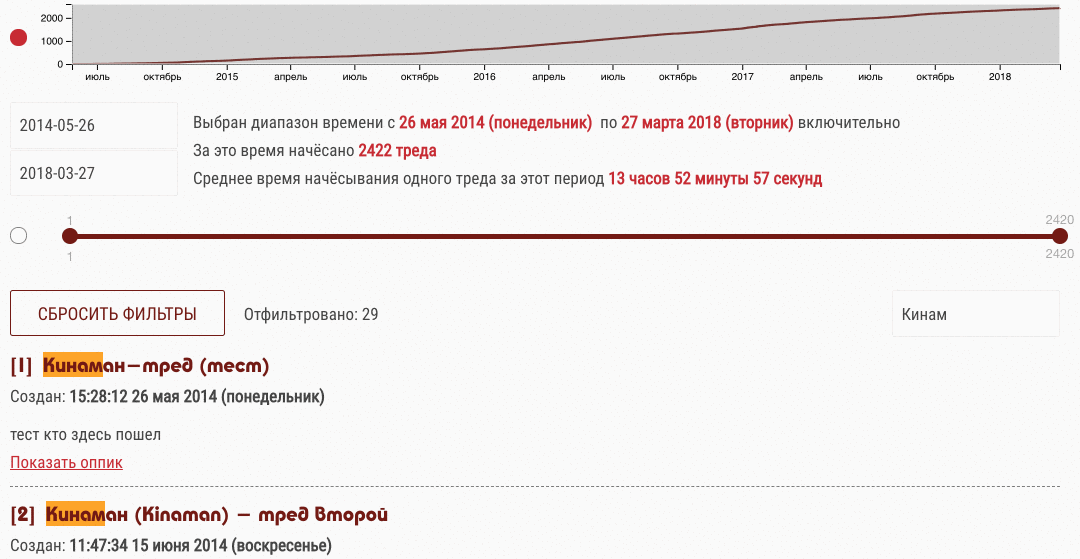 2000
1000
0
июль октябрь 2015 апрель июль октябрь 2016 апрель июль октябрь 2017 апрель июль октябрь 2018
2014-05-26
2018-03-27
Выбран диапазон времени с 26 мая 2014 (понедельник) по 27 марта 2018 (вторник) включительно
За это время начёсано 2422 треда
Среднее время начёсывания одного треда за этот период 13 часов 52 минуты 57 секунд
1 2420
1 2420
СБРОСИТЬ ФИЛЬТРЫ Отфильтровано: 29 Кинам
[1] Кинаман—тред (тест)
Создан: 15:28:12 26 мая 2014 (понедельник)
тест кто здесь пошел
Показать оппик
[2] Кинаман (Kinaman) — тред второй
Создан: 11:47:34 15 июня 2014 (воскресенье)